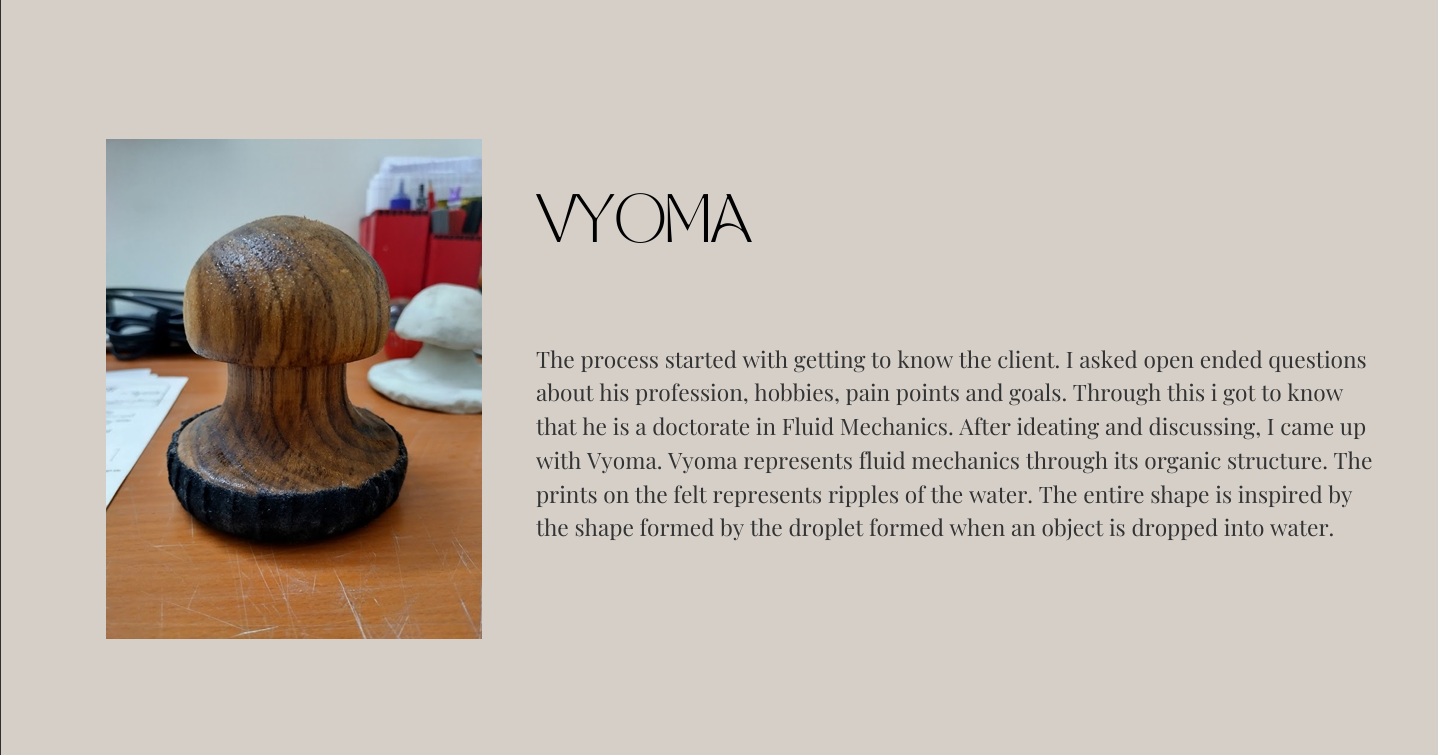 VYOMA
The process started with getting to know the client. I asked open ended questions
about his profession, hobbies, pain points and goals. Through this i got to know
that he is a doctorate in Fluid Mechanics. After ideating and discussing, I came up
with Vyoma. Vyoma represents fluid mechanics through its organic structure. The
prints on the felt represents ripples of the water. The entire shape is inspired by
the shape formed by the droplet formed when an object is dropped into water.